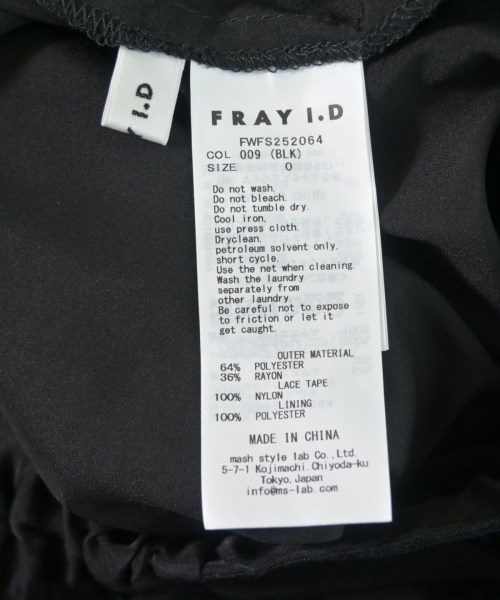 Y I.D
FRAY I.D
FWFS252064
COL 009 (BLK)
SIZE 0
Do not wash.
Do not bleach.
Do not tumble dry.
Cool iron,
use press cloth.
Dryclean,
petroleum solvent only.
short cycle.
Use the net when cleaning.
Wash the laundry
separately from
other laundry.
Be careful not to expose
to friction or let it
get caught.
OUTER MATERIAL
64% POLYESTER
36% RAYON
LACE TAPE
100% NYLON
LINING
100% POLYESTER
MADE IN CHINA
mash style lab Co.,Ltd.
5-7-1 Kojimachi, Chiyoda-ku
Tokyo, Japan
info@ms-lab.com